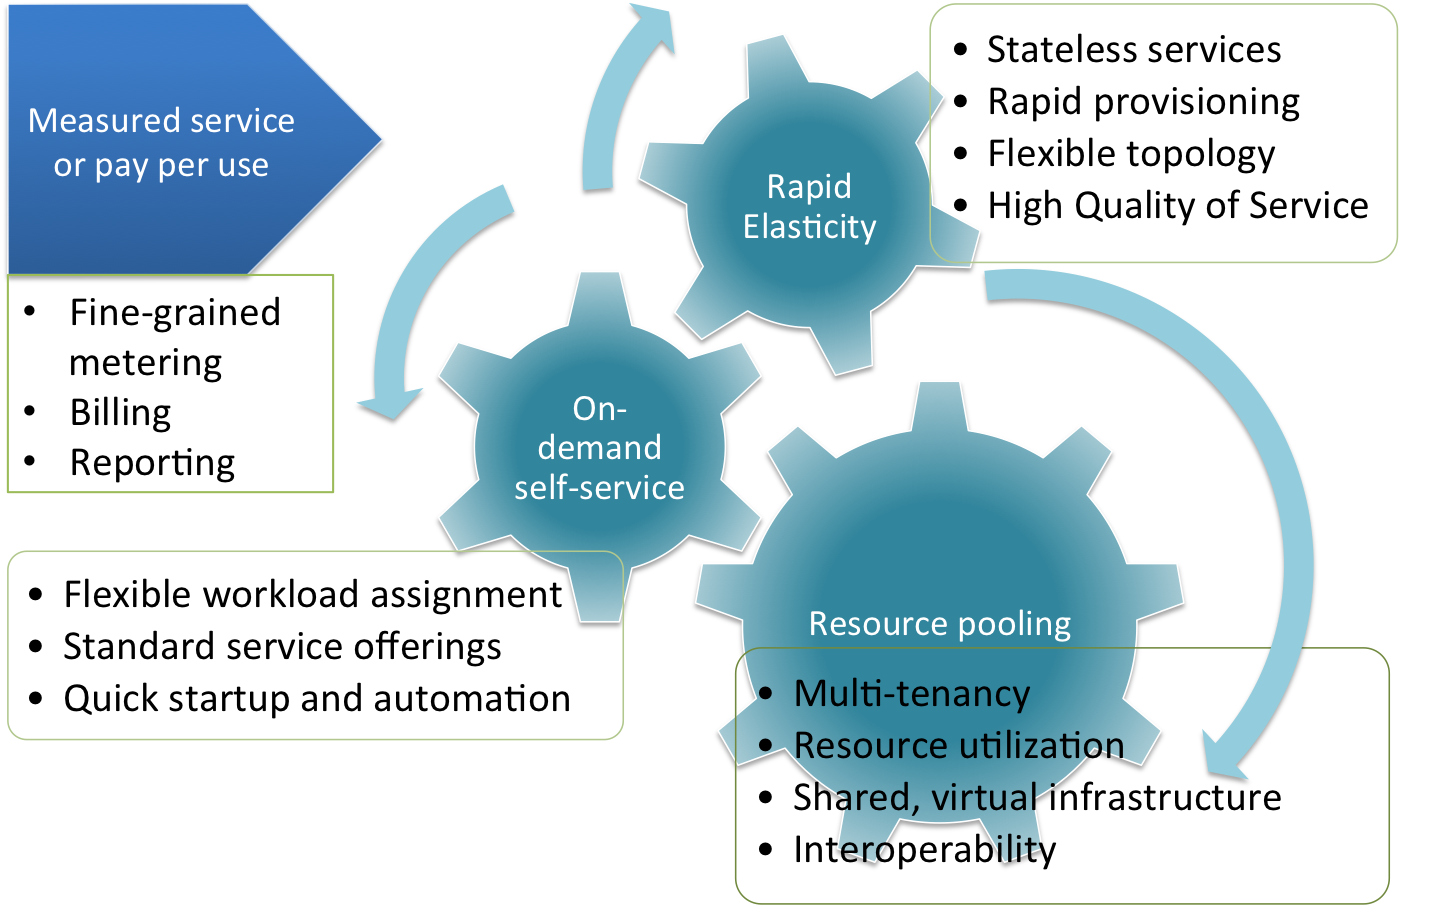 Measured service
or pay per use
• Fine-grained
metering
• Billing
• Reporting
Rapid
Elasticity
• Stateless services
• Rapid provisioning
• Flexible topology
• High Quality of Service
On-
demand
self-service
• Flexible workload assignment
• Standard service offerings
• Quick startup and automation
Resource pooling
• Multi-tenancy
• Resource utilization
• Shared, virtual infrastructure
• Interoperability